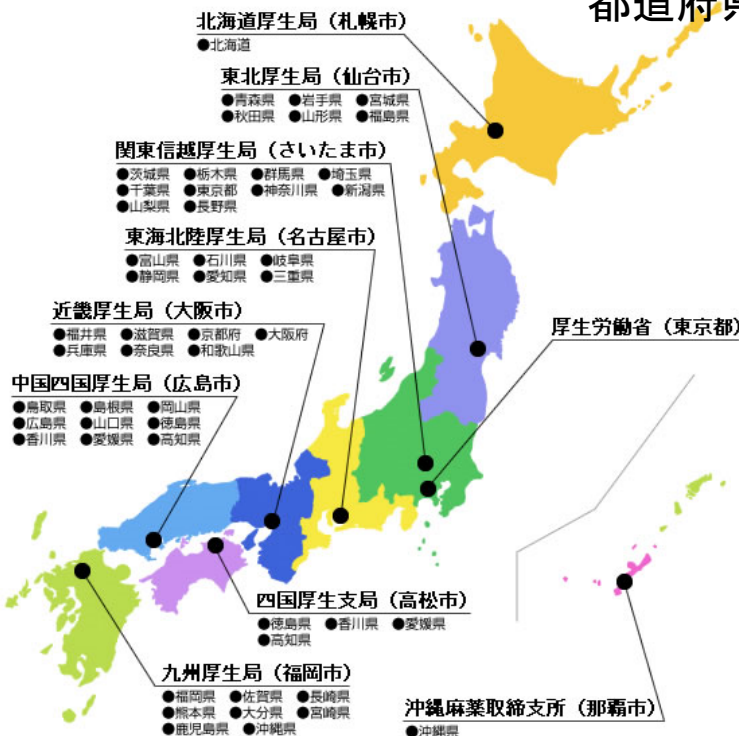 都道府県
北海道厚生局（札幌市）
●北海道
東北厚生局（仙台市）
●青森県 ●岩手県 ●宮城県
●秋田県 ●山形県 ●福島県
関東信越厚生局（さいたま市）
●茨城県 ●栃木県 ●群馬県 ●埼玉県
●千葉県 ●東京都 ●神奈川県 ●新潟県
●山梨県 ●長野県
東海北陸厚生局（名古屋市）
●富山県 ●石川県 ●岐阜県
●静岡県 ●愛知県 ●三重県
近畿厚生局（大阪市）
●福井県 ●滋賀県 ●京都府 ●大阪府
●兵庫県 ●奈良県 ●和歌山県
厚生労働省（東京都）
中国四国厚生局（広島市）
●鳥取県 ●島根県 ●岡山県
●広島県 ●山口県 ●徳島県
●香川県 ●愛媛県 ●高知県
四国厚生支局（高松市）
●徳島県 ●香川県 ●愛媛県
●高知県
九州厚生局（福岡市）
●福岡県 ●佐賀県 ●長崎県
●熊本県 ●大分県 ●宮崎県
●鹿児島県 ●沖縄県
沖縄麻薬取締支所（那覇市）
●沖縄県